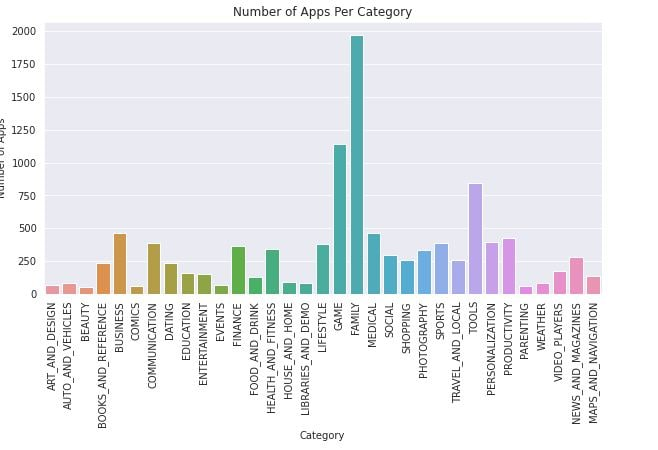 Number of Apps Per Category
Number of Apps
2000
1750
1500
1250
1000
750
500
250
0
ART_AND_DESIGN
AUTO_AND_VEHICLES
BEAUTY
BOOKS_AND_REFERENCE
BUSINESS
COMICS
COMMUNICATION
DATING
EDUCATION
ENTERTAINMENT
EVENTS
FINANCE
FOOD_AND_DRINK
HEALTH_AND_FITNESS
HOUSE_AND_HOME
LIBRARIES_AND_DEMO
LIFESTYLE
GAME
FAMILY
MEDICAL
SOCIAL
SHOPPING
PHOTOGRAPHY
SPORTS
TRAVEL_AND_LOCAL
TOOLS
PERSONALIZATION
PRODUCTIVITY
PARENTING
WEATHER
VIDEO_PLAYERS
NEWS_AND_MAGAZINES
MAPS_AND_NAVIGATION
Category